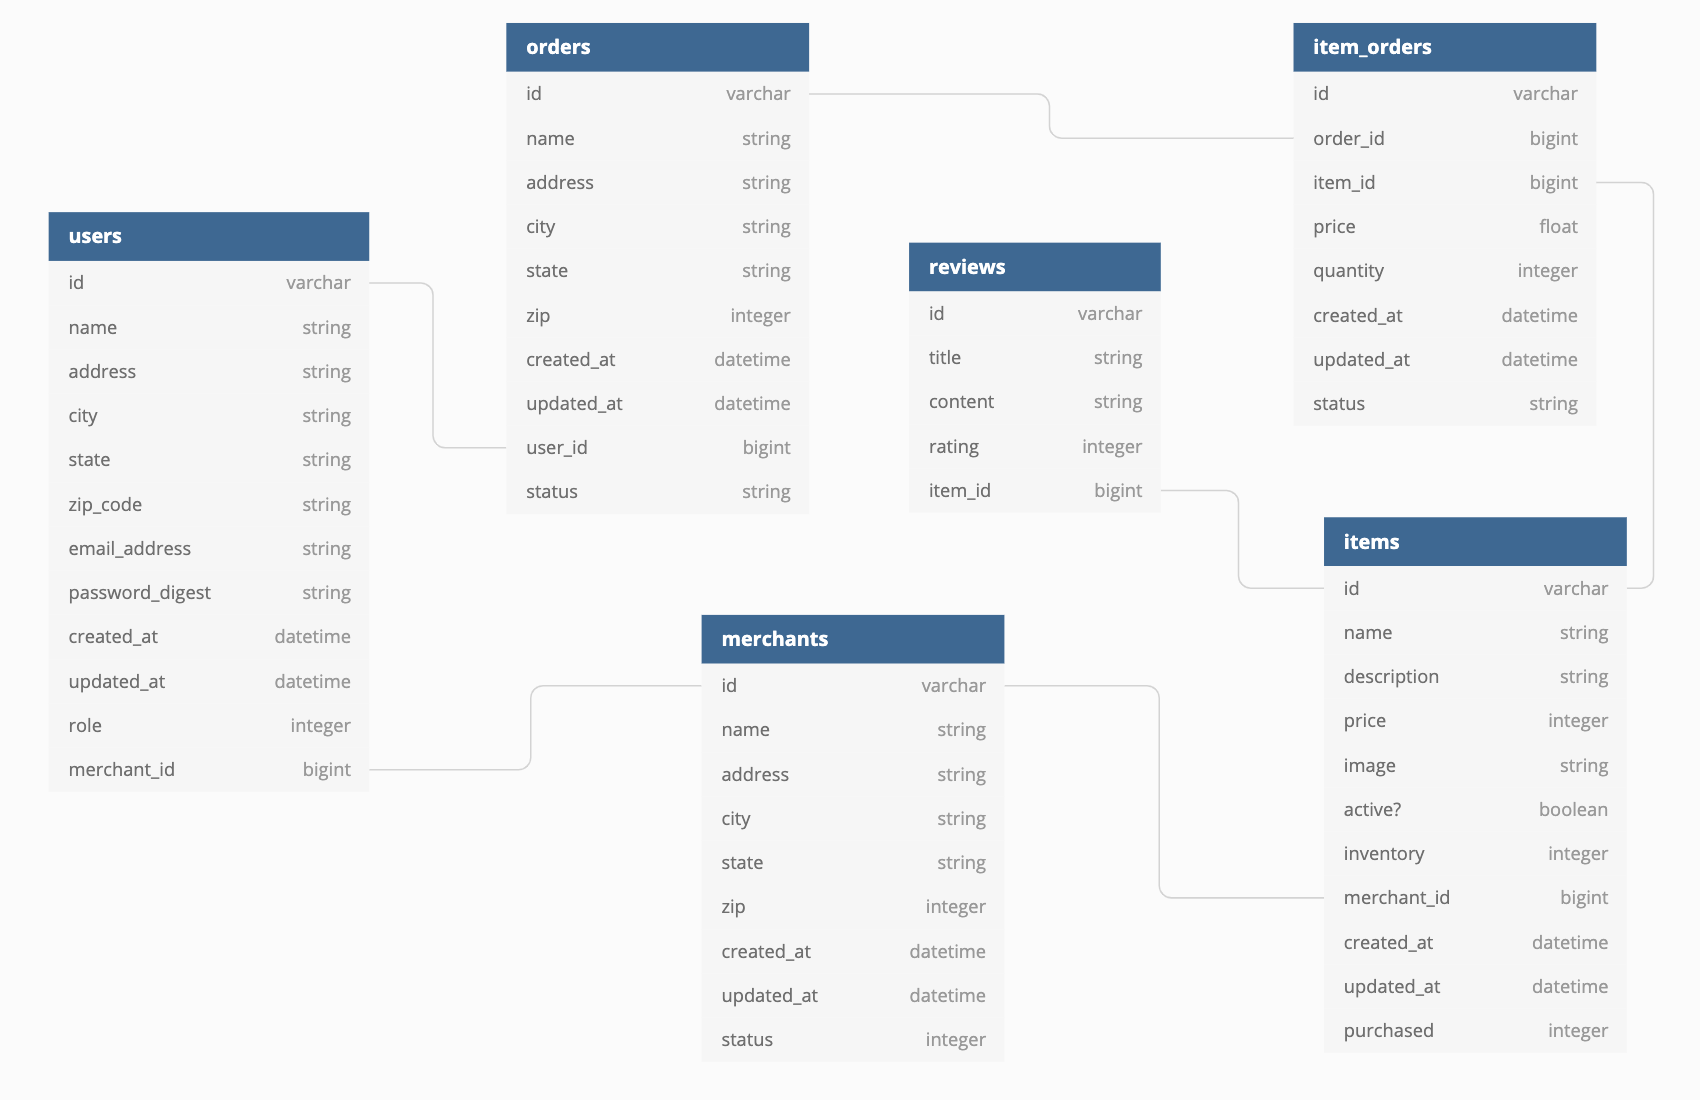 orders
id varchar
name string
address string
city string
state string
zip integer
created_at datetime
updated_at datetime
user_id bigint
status string
item_orders
id varchar
order_id bigint
item_id bigint
price float
quantity integer
created_at datetime
updated_at datetime
status string
users
id varchar
name string
address string
city string
state string
zip_code string
email_address string
password_digest string
created_at datetime
updated_at datetime
role integer
merchant_id bigint
reviews
id varchar
title string
content string
rating integer
item_id bigint
merchants
id varchar
name string
address string
city string
state string
zip integer
created_at datetime
updated_at datetime
status integer
items
id varchar
name string
description string
price integer
image string
active? boolean
inventory integer
merchant_id bigint
created_at datetime
updated_at datetime
purchased integer